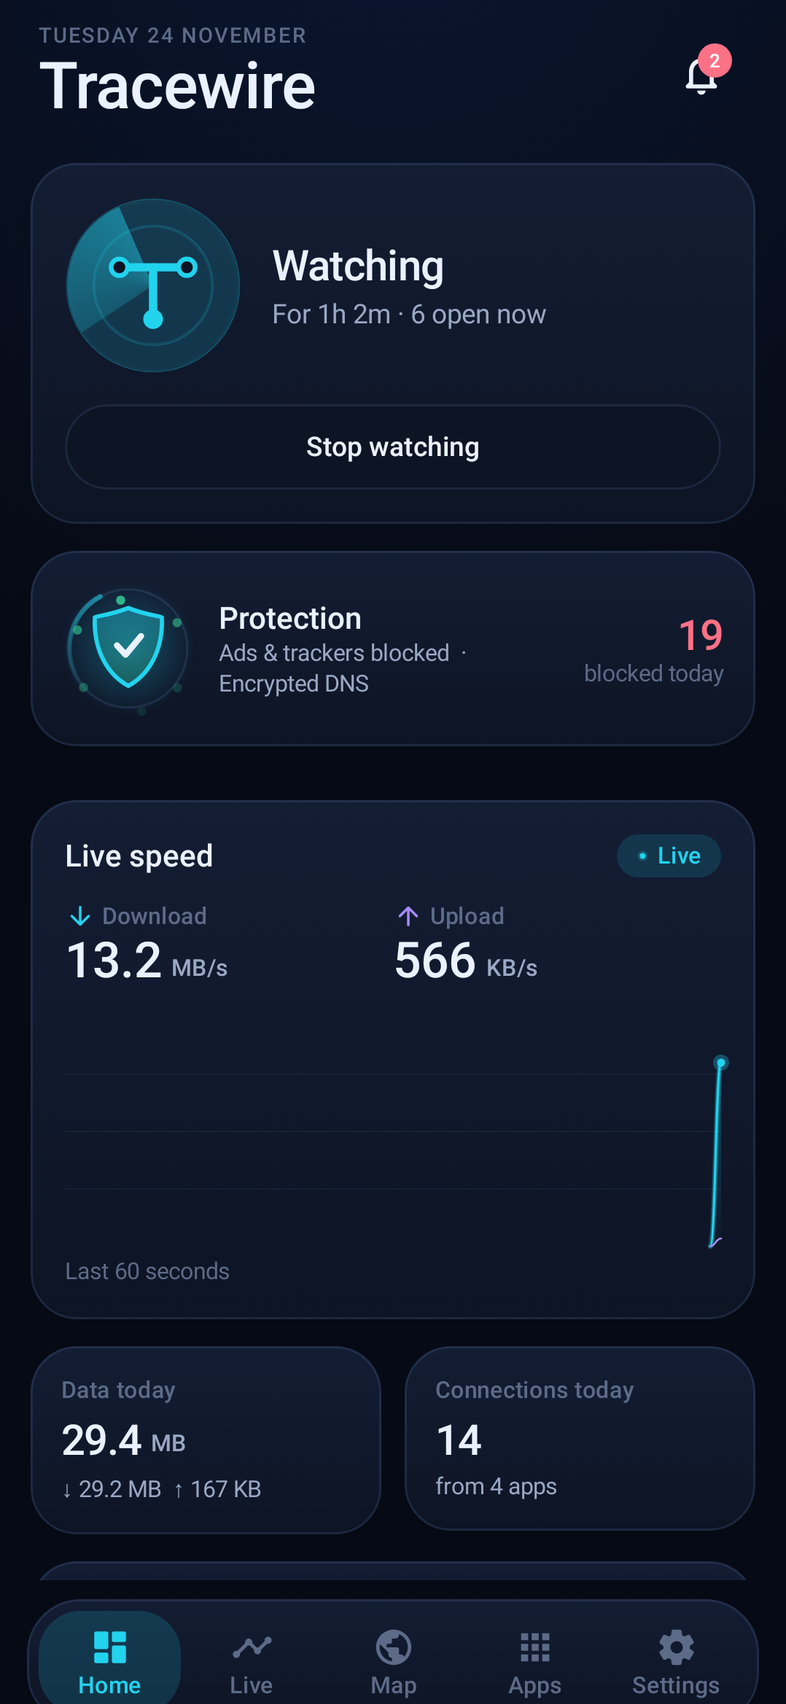 TUESDAY 24 NOVEMBER
Tracewire
2
Watching
For 1h 2m · 6 open now
Stop watching
Protection
Ads & trackers blocked ·
Encrypted DNS
19
blocked today
Live speed
• Live
↓ Download
↑ Upload
13.2 MB/s
566 KB/s
Last 60 seconds
Data today
29.4 MB
↓ 29.2 MB ↑ 167 KB
Connections today
14
from 4 apps
Home
Live
Map
Apps
Settings